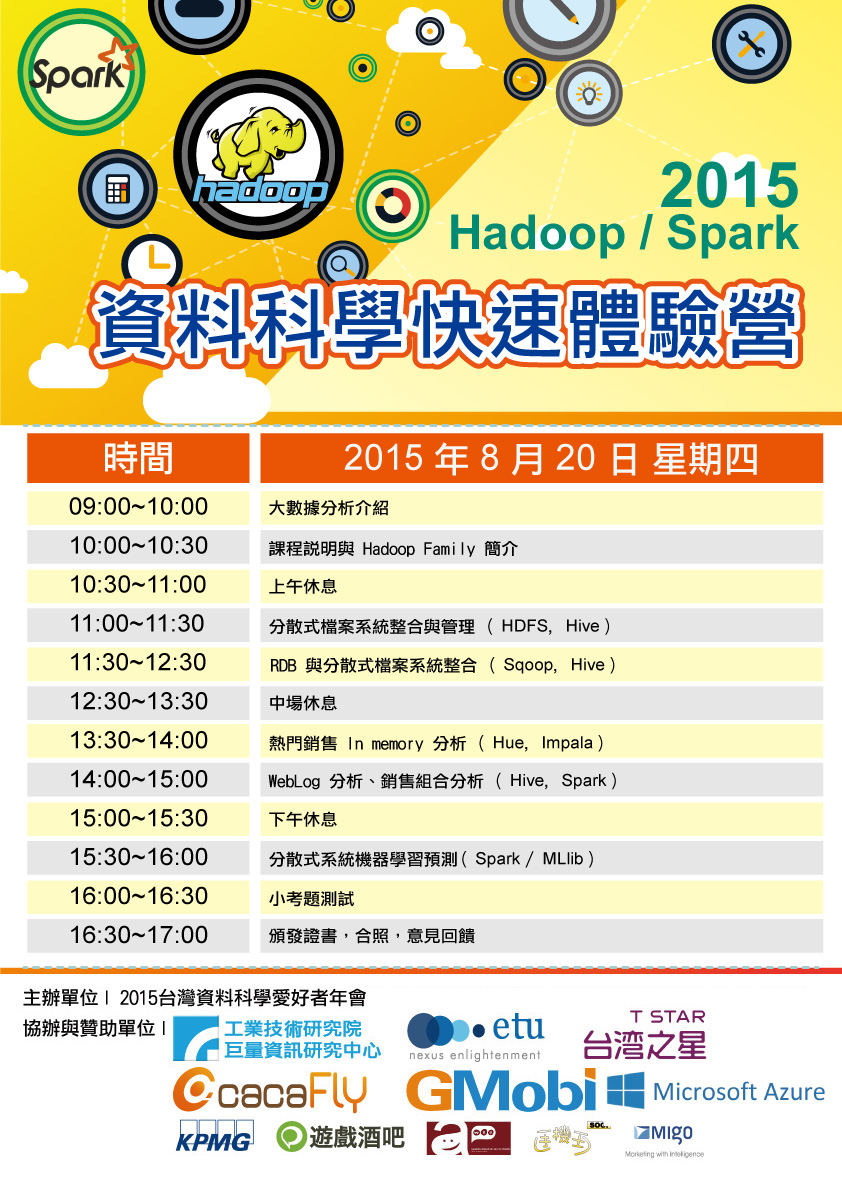 Spark
hadoop
2015
Hadoop / Spark
資料科學快速體驗營
時間
2015 年 8 月 20 日 星期四
09:00~10:00 大數據分析介紹
10:00~10:30 課程說明與 Hadoop Family 簡介
10:30~11:00 上午休息
11:00~11:30 分散式檔案系統整合與管理 ( HDFS, Hive )
11:30~12:30 RDB 與分散式檔案系統整合 ( Sqoop, Hive )
12:30~13:30 中場休息
13:30~14:00 熱門銷售 In memory 分析 ( Hue, Impala )
14:00~15:00 WebLog 分析、銷售組合分析 ( Hive, Spark )
15:00~15:30 下午休息
15:30~16:00 分散式系統機器學習預測 ( Spark / MLlib )
16:00~16:30 小考題測試
16:30~17:00 頒發證書，合照，意見回饋
主辦單位 | 2015台灣資料科學愛好者年會
協辦與贊助單位 |
工業技術研究院
巨量資訊研究中心
etu
nexus enlightenment
T STAR
台湾之星
cacaFly
GMobi
Microsoft Azure
KPMG
遊戲酒吧
SOC.
MIgo
Marketing with Intelligence